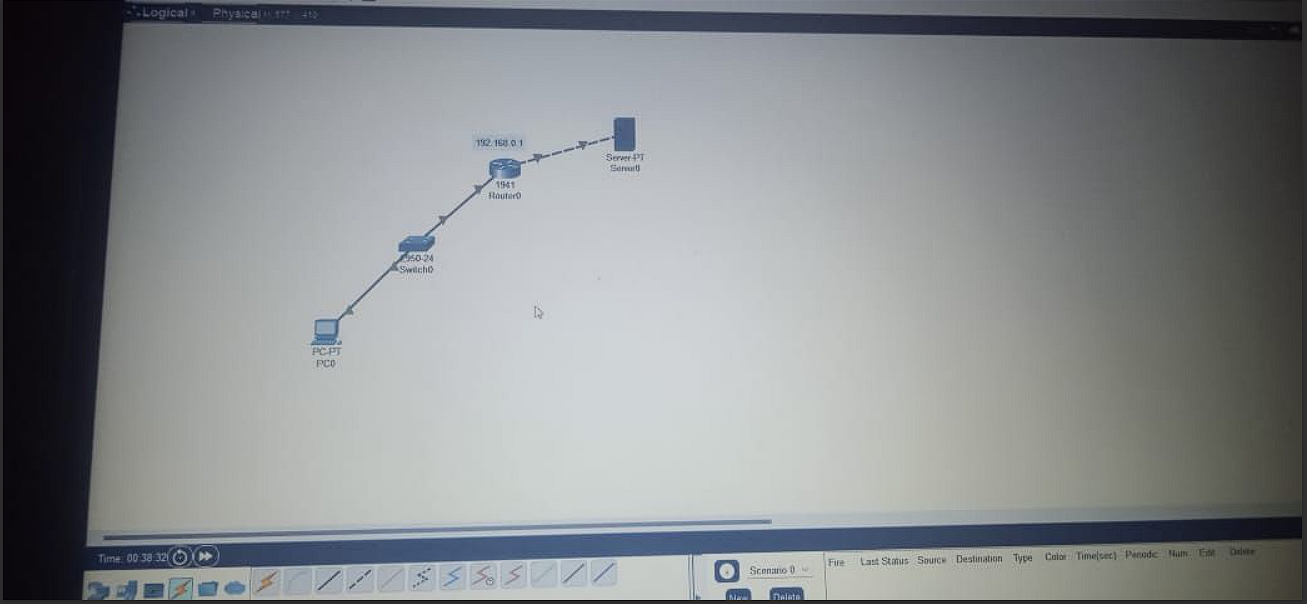 Logical
Physical
192.168.0.1
Server-PT
Server0
1941
Router0
2950-24
Switch0
PC-PT
PC0
Time: 00:38:32
Scenario 0
New
Delete
Fire Last Status Source Destination Type Color Time(sec) Periodic Num Edit Delete